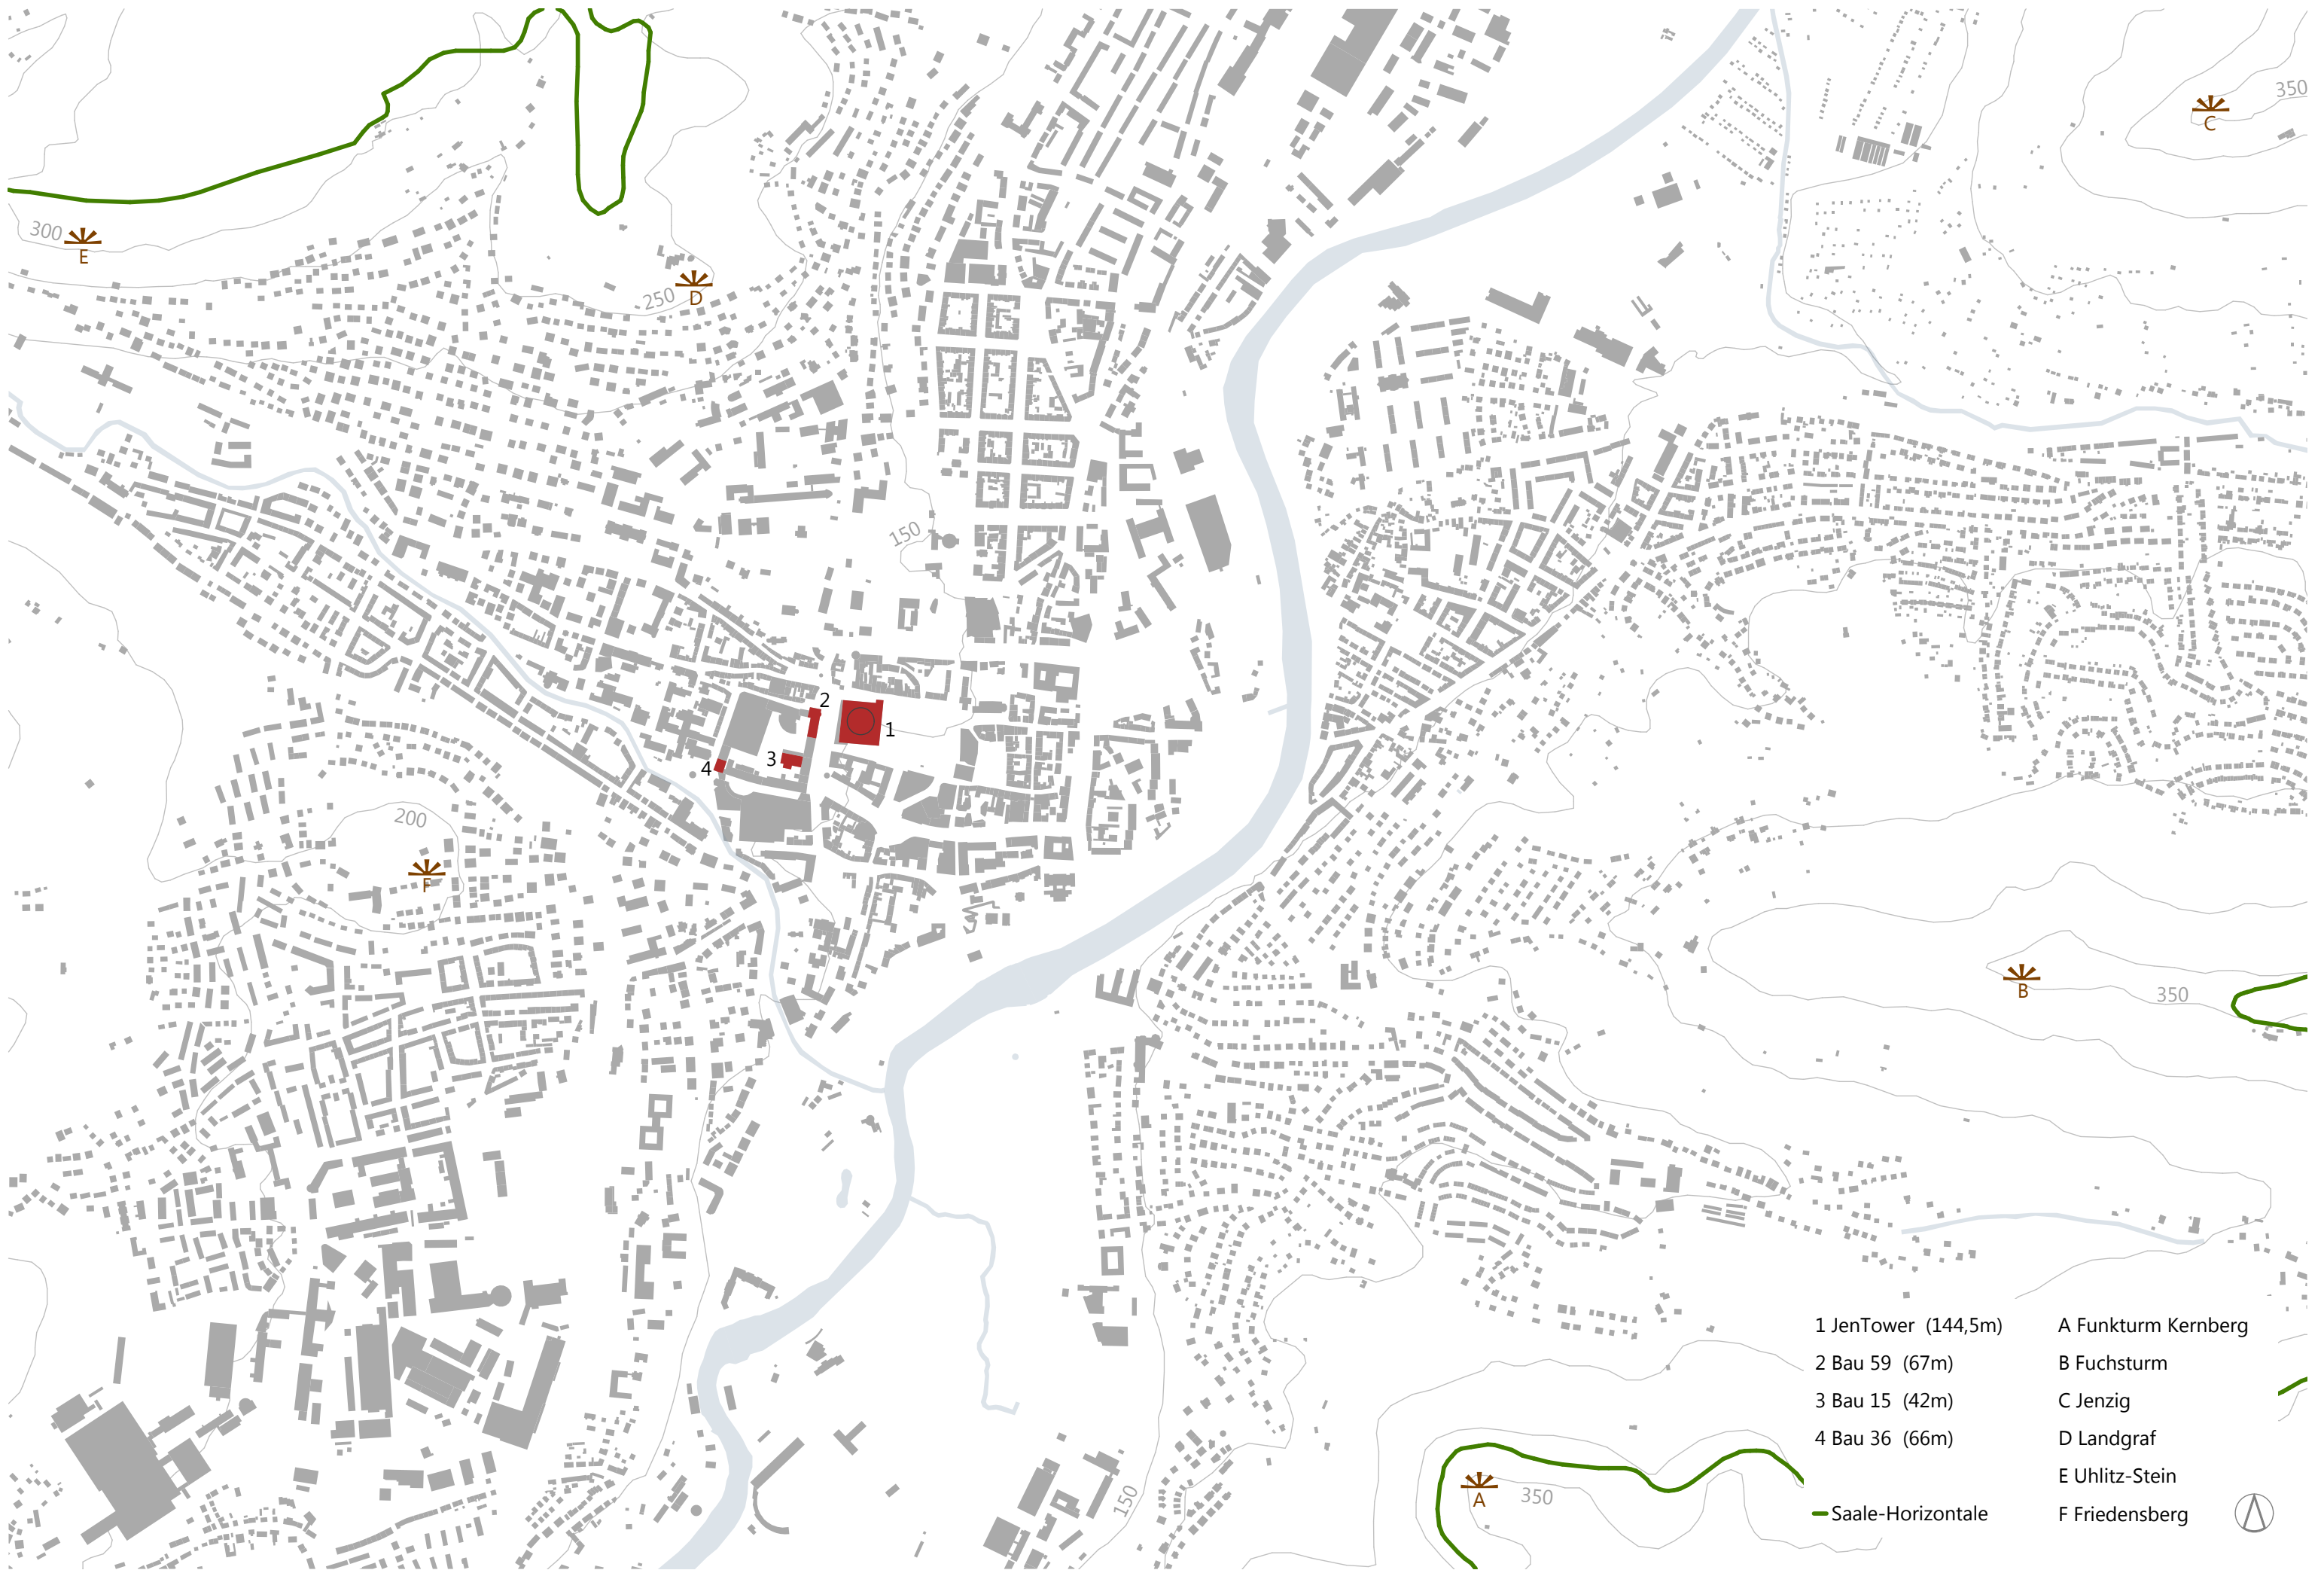 350
C
300
E
250
D
150
2
1
3
4
200
F
B
350
1 JenTower (144,5m)
2 Bau 59 (67m)
3 Bau 15 (42m)
4 Bau 36 (66m)
Saale-Horizontale
A Funkturm Kernberg
B Fuchsturm
C Jenzig
D Landgraf
E Uhlitz-Stein
F Friedensberg
A
350
150